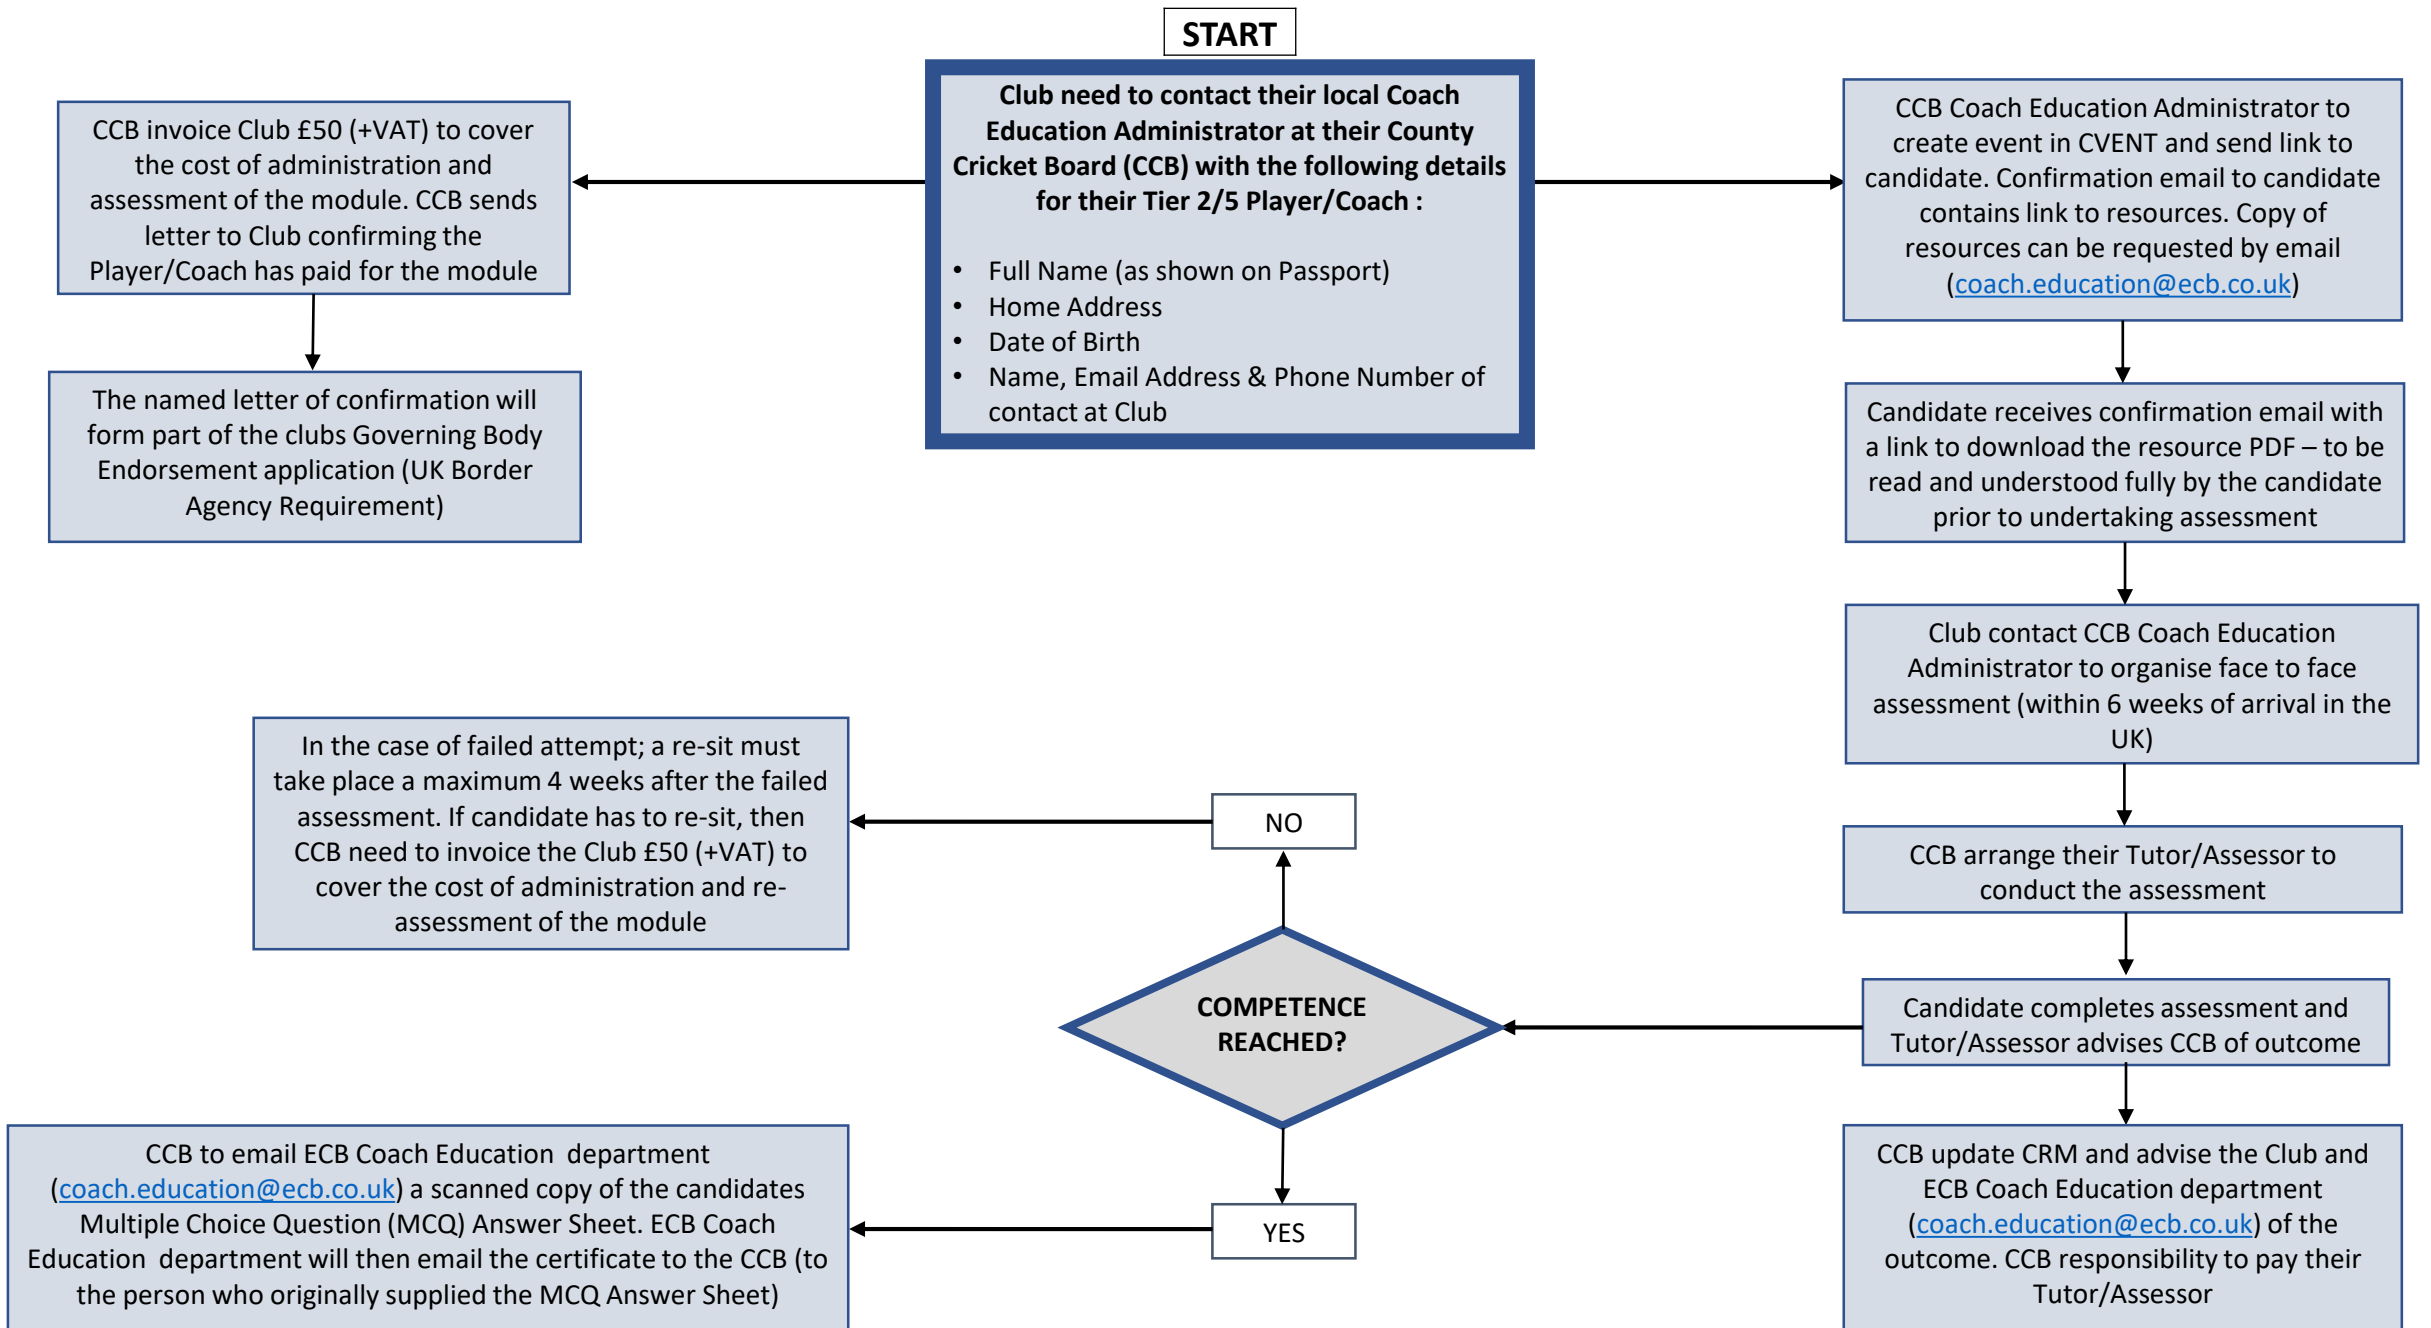 START
Club need to contact their local Coach
Education Administrator at their County
Cricket Board (CCB) with the following details
for their Tier 2/5 Player/Coach :
• Full Name (as shown on Passport)
• Home Address
• Date of Birth
• Name, Email Address & Phone Number of
contact at Club
CCB invoice Club £50 (+VAT) to cover
the cost of administration and
assessment of the module. CCB sends
letter to Club confirming the
Player/Coach has paid for the module
The named letter of confirmation will
form part of the clubs Governing Body
Endorsement application (UK Border
Agency Requirement)
CCB Coach Education Administrator to
create event in CVENT and send link to
candidate. Confirmation email to candidate
contains link to resources. Copy of
resources can be requested by email
(coach.education@ecb.co.uk)
Candidate receives confirmation email with
a link to download the resource PDF – to be
read and understood fully by the candidate
prior to undertaking assessment
Club contact CCB Coach Education
Administrator to organise face to face
assessment (within 6 weeks of arrival in the
UK)
CCB arrange their Tutor/Assessor to
conduct the assessment
Candidate completes assessment and
Tutor/Assessor advises CCB of outcome
CCB update CRM and advise the Club and
ECB Coach Education department
(coach.education@ecb.co.uk) of the
outcome. CCB responsibility to pay their
Tutor/Assessor
COMPETENCE
REACHED?
NO
In the case of failed attempt; a re-sit must
take place a maximum 4 weeks after the failed
assessment. If candidate has to re-sit, then
CCB need to invoice the Club £50 (+VAT) to
cover the cost of administration and re-
assessment of the module
YES
CCB to email ECB Coach Education department
(coach.education@ecb.co.uk) a scanned copy of the candidates
Multiple Choice Question (MCQ) Answer Sheet. ECB Coach
Education department will then email the certificate to the CCB (to
the person who originally supplied the MCQ Answer Sheet)